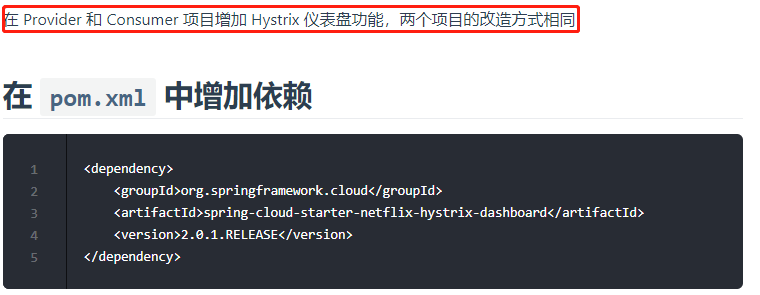 在 Provider 和 Consumer 项目增加 Hystrix 仪表盘功能，两个项目的改造方式相同
在 pom.xml 中增加依赖
1 <dependency>
2     <groupId>org.springframework.cloud</groupId>
3     <artifactId>spring-cloud-starter-netflix-hystrix-dashboard</artifactId>
4     <version>2.0.1.RELEASE</version>
5 </dependency>